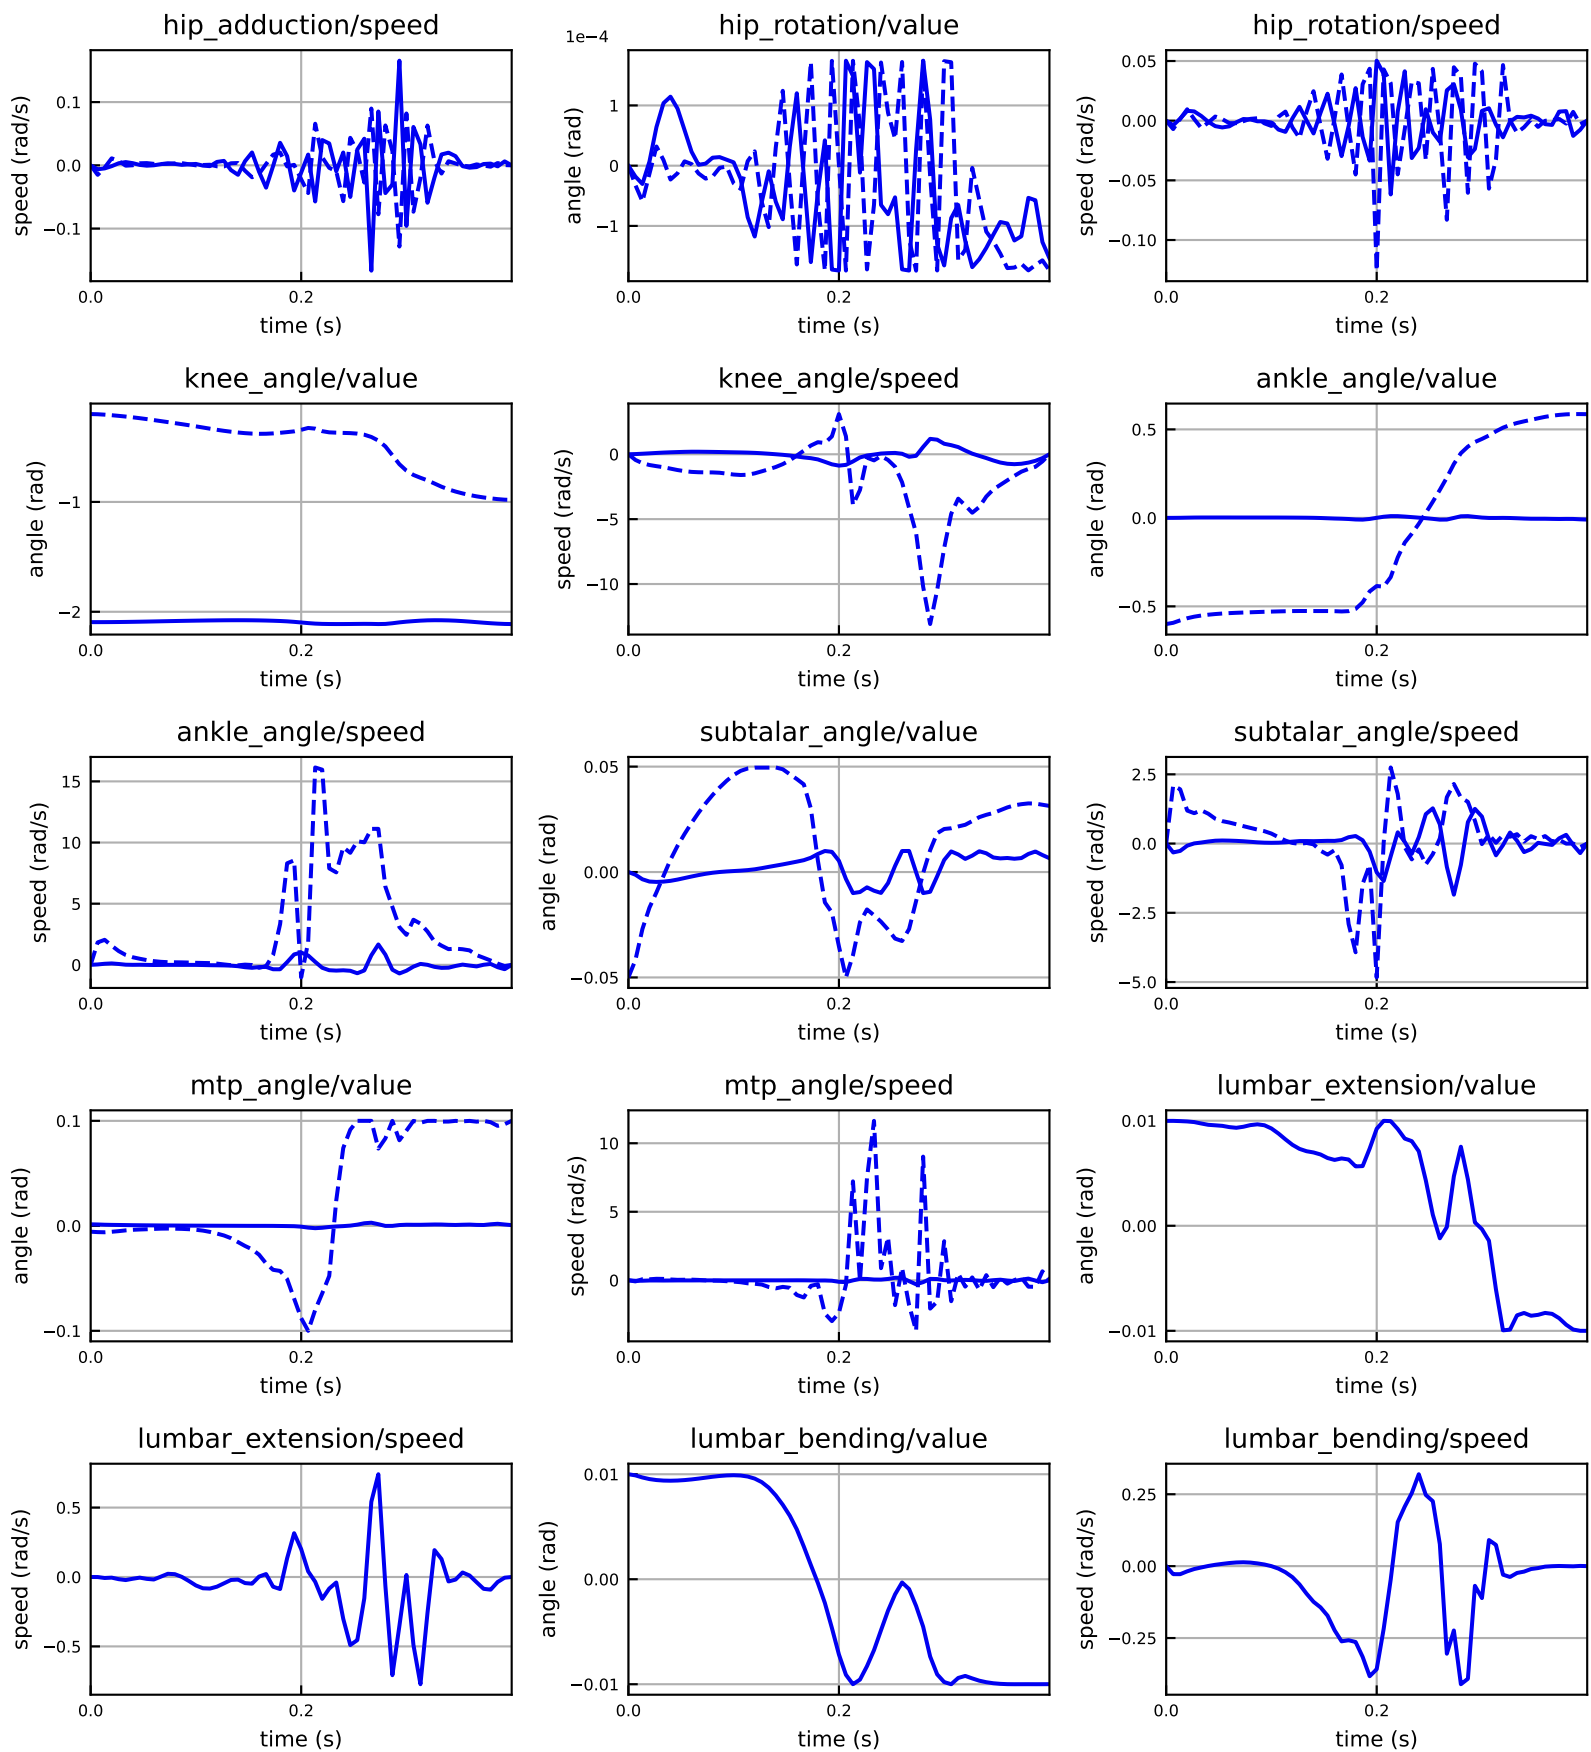 hip_adduction/speed
speed (rad/s)
0.1
0.0
−0.1
0.0
0.2
time (s)
hip_rotation/value
1e−4
angle (rad)
1
0
−1
0.0
0.2
time (s)
hip_rotation/speed
speed (rad/s)
0.05
0.00
−0.05
−0.10
0.0
0.2
time (s)
knee_angle/value
angle (rad)
−1
−2
0.0
0.2
time (s)
knee_angle/speed
speed (rad/s)
0
−5
−10
0.0
0.2
time (s)
ankle_angle/value
angle (rad)
0.5
0.0
−0.5
0.0
0.2
time (s)
ankle_angle/speed
speed (rad/s)
15
10
5
0
0.0
0.2
time (s)
subtalar_angle/value
angle (rad)
0.05
0.00
−0.05
0.0
0.2
time (s)
subtalar_angle/speed
speed (rad/s)
2.5
0.0
−2.5
−5.0
0.0
0.2
time (s)
mtp_angle/value
angle (rad)
0.1
0.0
−0.1
0.0
0.2
time (s)
mtp_angle/speed
speed (rad/s)
10
5
0
0.0
0.2
time (s)
lumbar_extension/value
angle (rad)
0.01
0.00
−0.01
0.0
0.2
time (s)
lumbar_extension/speed
speed (rad/s)
0.5
0.0
−0.5
0.0
0.2
time (s)
lumbar_bending/value
angle (rad)
0.01
0.00
−0.01
0.0
0.2
time (s)
lumbar_bending/speed
speed (rad/s)
0.25
0.00
−0.25
0.0
0.2
time (s)